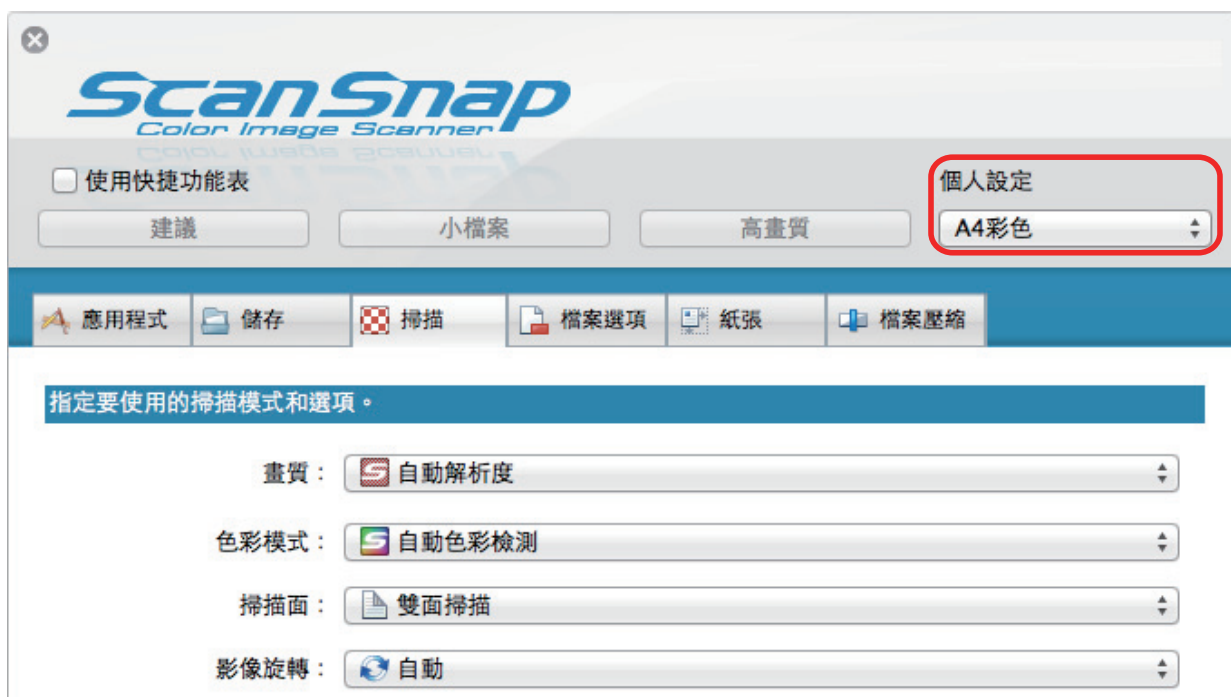 ScanSnap
Color Image Scanner
使用快捷功能表
個人設定
建議 小檔案 高畫質 A4彩色
應用程式 儲存 掃描 檔案選項 紙張 檔案壓縮
指定要使用的掃描模式和選項。
畫質： 自動解析度
色彩模式： 自動色彩檢測
掃描面： 雙面掃描
影像旋轉： 自動